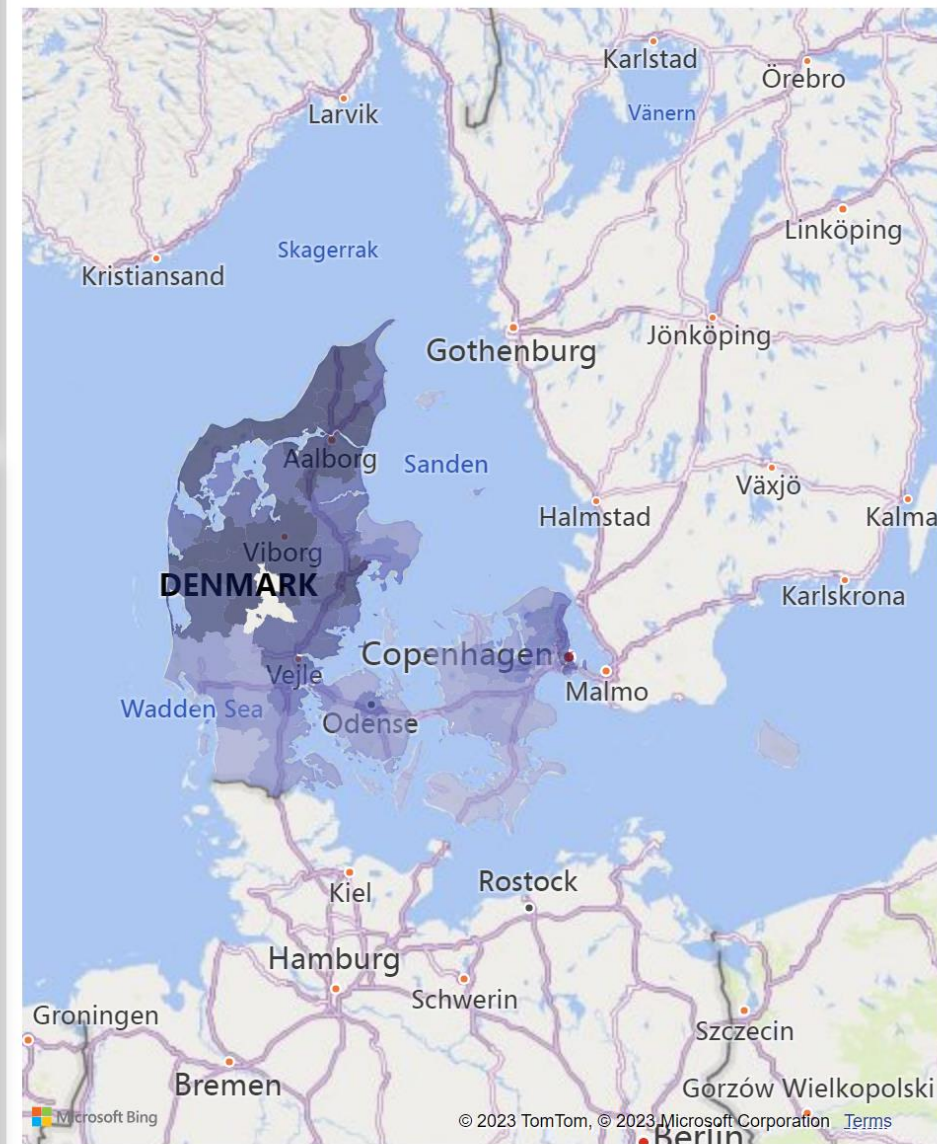 Karlstad
Örebro
Larvik
Vänern
Linköping
Skagerrak
Kristiansand
Jönköping
Gothenburg
Aalborg
Sanden
Växjö
Halmstad
Kalma
Viborg
DENMARK
Karlskrona
Copenhagen
Vejle
Malmo
Wadden Sea
Odense
Kiel
Rostock
Hamburg
Schwerin
Groningen
Szczecin
Bremen
Gorzów Wielkopolski
Microsoft Bing
© 2023 TomTom, © 2023 Microsoft Corporation Terms
Berlin